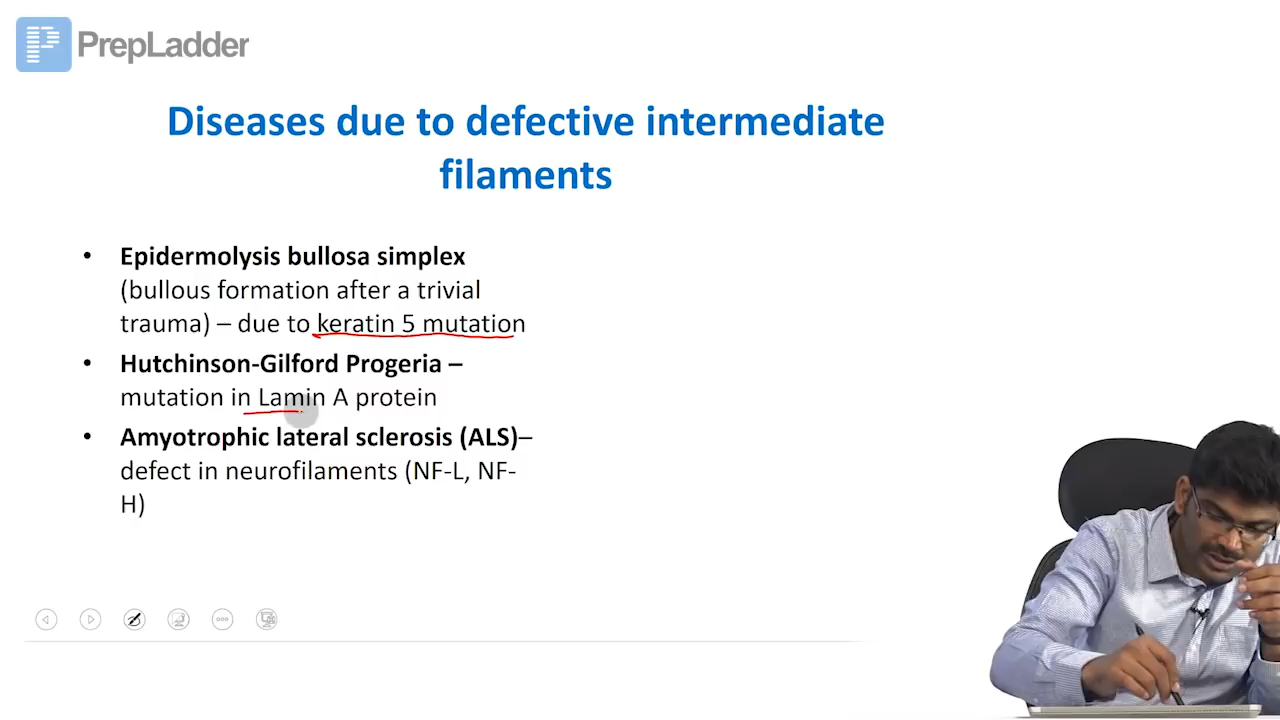 PrepLadder
Diseases due to defective intermediate
filaments
• Epidermolysis bullosa simplex
(bullous formation after a trivial
trauma) – due to keratin 5 mutation
• Hutchinson-Gilford Progeria –
mutation in Lamin A protein
• Amyotrophic lateral sclerosis (ALS)–
defect in neurofilaments (NF-L, NF-
H)